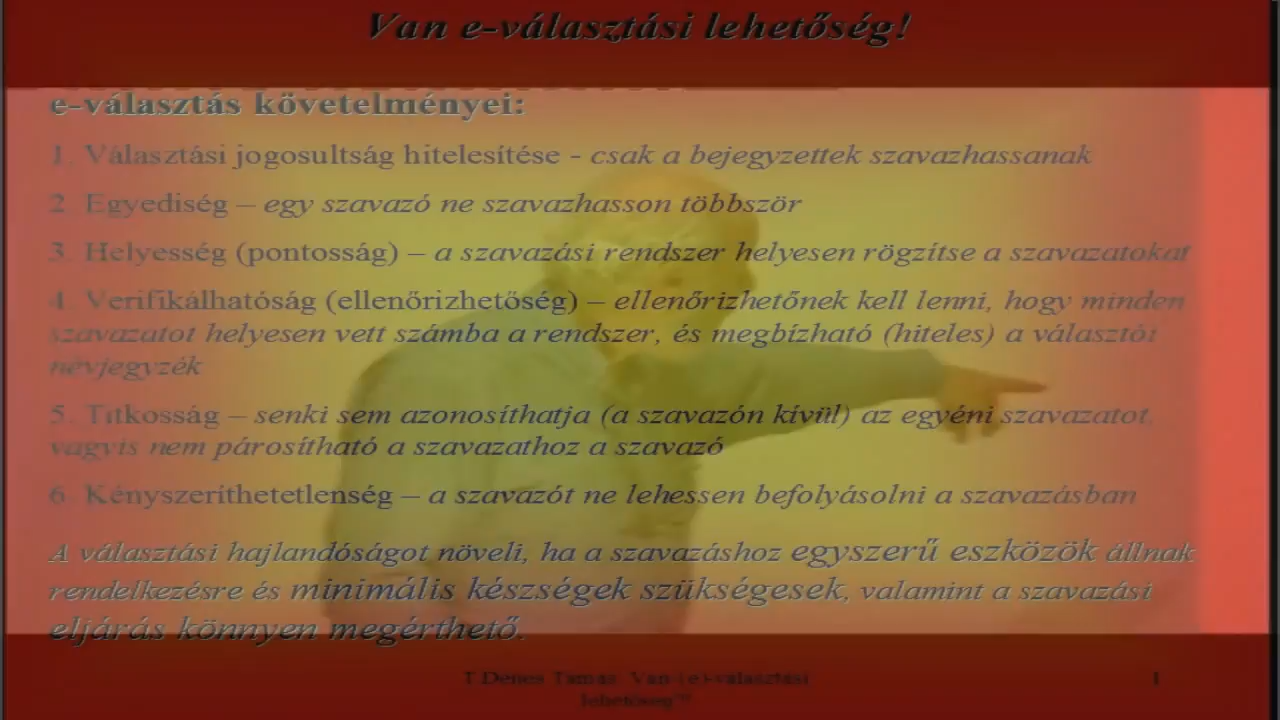 Van e-választási lehetőség!
e-választás követelményei:
1. Választási jogosultság hitelesítése - csak a bejegyzettek szavazhassanak
2. Egyediség – egy szavazó ne szavazhasson többször
3. Helyesség (pontosság) – a szavazási rendszer helyesen rögzítse a szavazatokat
4. Verifikálhatóság (ellenőrizhetőség) – ellenőrizhetőnek kell lenni, hogy minden
szavazatot helyesen vett számba a rendszer, és megbízható (hiteles) a választói
névjegyzék
5. Titkosság – senki sem azonosíthatja (a szavazón kívül) az egyéni szavazatot,
vagyis nem párosítható a szavazathoz a szavazó
6. Kényszeríthetetlenség – a szavazót ne lehessen befolyásolni a szavazásban
A választási hajlandóságot növeli, ha a szavazáshoz egyszerű eszközök állnak
rendelkezésre és minimális készségek szükségesek, valamint a szavazási
eljárás könnyen megérthető.
T.Dénes Tamás: Van-(e)-választási
lehetőség??
1